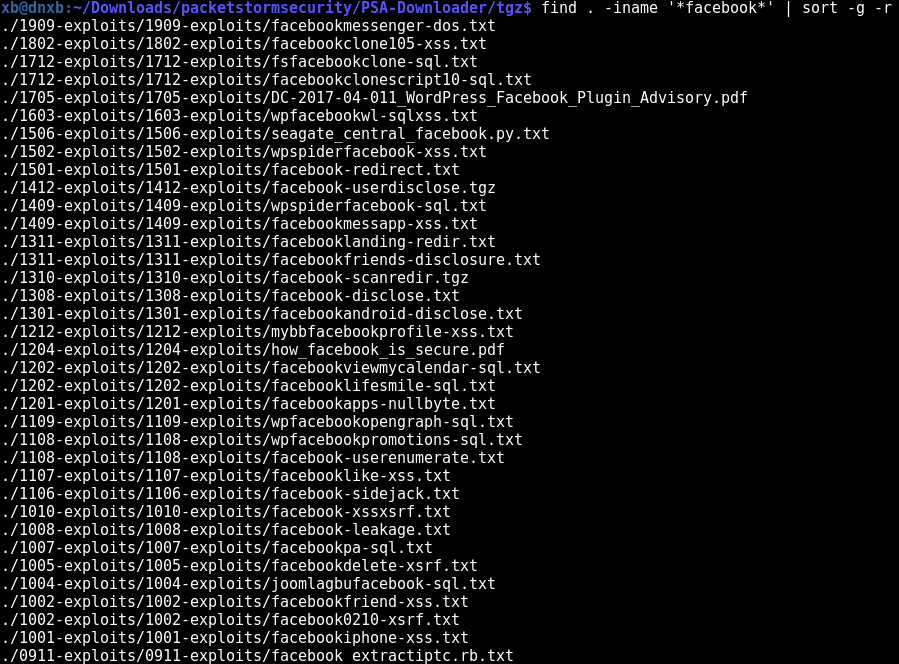 xb@dnxb:~/Downloads/packetstormsecurity/PSA-Downloader/tgz$ find . -iname '*facebook*' | sort -g -r
./1909-exploits/1909-exploits/facebookmessenger-dos.txt
./1802-exploits/1802-exploits/facebookclone105-xss.txt
./1712-exploits/1712-exploits/fsfacebookclone-sql.txt
./1712-exploits/1712-exploits/facebookclonescript10-sql.txt
./1705-exploits/1705-exploits/DC-2017-04-011_WordPress_Facebook_Plugin_Advisory.pdf
./1603-exploits/1603-exploits/wpfacebookwl-sqlxss.txt
./1506-exploits/1506-exploits/seagate_central_facebook.py.txt
./1502-exploits/1502-exploits/wpspiderfacebook-xss.txt
./1501-exploits/1501-exploits/facebook-redirect.txt
./1412-exploits/1412-exploits/facebook-userdisclose.tgz
./1409-exploits/1409-exploits/wpspiderfacebook-sql.txt
./1409-exploits/1409-exploits/facebookmessapp-xss.txt
./1311-exploits/1311-exploits/facebooklanding-redir.txt
./1311-exploits/1311-exploits/facebookfriends-disclosure.txt
./1310-exploits/1310-exploits/facebook-scanredir.tgz
./1308-exploits/1308-exploits/facebook-disclose.txt
./1301-exploits/1301-exploits/facebookandroid-disclose.txt
./1212-exploits/1212-exploits/mybbfacebookprofile-xss.txt
./1204-exploits/1204-exploits/how_facebook_is_secure.pdf
./1202-exploits/1202-exploits/facebookviewmycalendar-sql.txt
./1202-exploits/1202-exploits/facebooklifesmile-sql.txt
./1201-exploits/1201-exploits/facebookapps-nullbyte.txt
./1109-exploits/1109-exploits/wpfacebookopengraph-sql.txt
./1108-exploits/1108-exploits/wpfacebookpromotions-sql.txt
./1108-exploits/1108-exploits/facebook-userenumerate.txt
./1107-exploits/1107-exploits/facebooklike-xss.txt
./1106-exploits/1106-exploits/facebook-sidejack.txt
./1010-exploits/1010-exploits/facebook-xssxsrf.txt
./1008-exploits/1008-exploits/facebook-leakage.txt
./1007-exploits/1007-exploits/facebookpa-sql.txt
./1005-exploits/1005-exploits/facebookdelete-xsrf.txt
./1004-exploits/1004-exploits/joomlagbufacebook-sql.txt
./1002-exploits/1002-exploits/facebookfriend-xss.txt
./1002-exploits/1002-exploits/facebook0210-xsrf.txt
./1001-exploits/1001-exploits/facebookiphone-xss.txt
./0911-exploits/0911-exploits/facebook_extractiptc.rb.txt